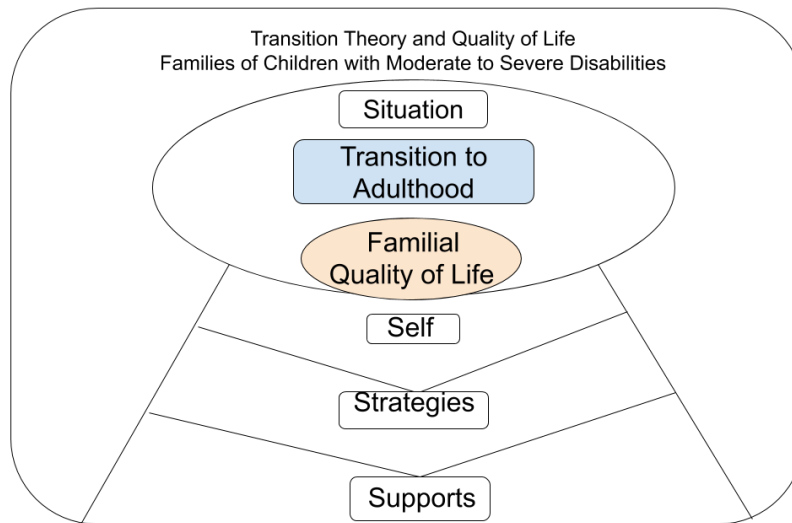 Transition Theory and Quality of Life
Families of Children with Moderate to Severe Disabilities
Situation
Transition to
Adulthood
Familial
Quality of Life
Self
Strategies
Supports